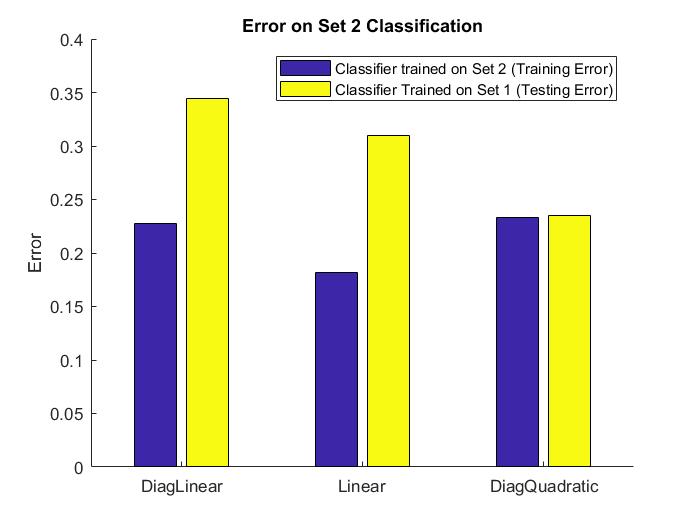 Error on Set 2 Classification
Classifier trained on Set 2 (Training Error)
Classifier Trained on Set 1 (Testing Error)
0.4
0.35
0.3
0.25
0.2
0.15
0.1
0.05
0
Error
DiagLinear
Linear
DiagQuadratic